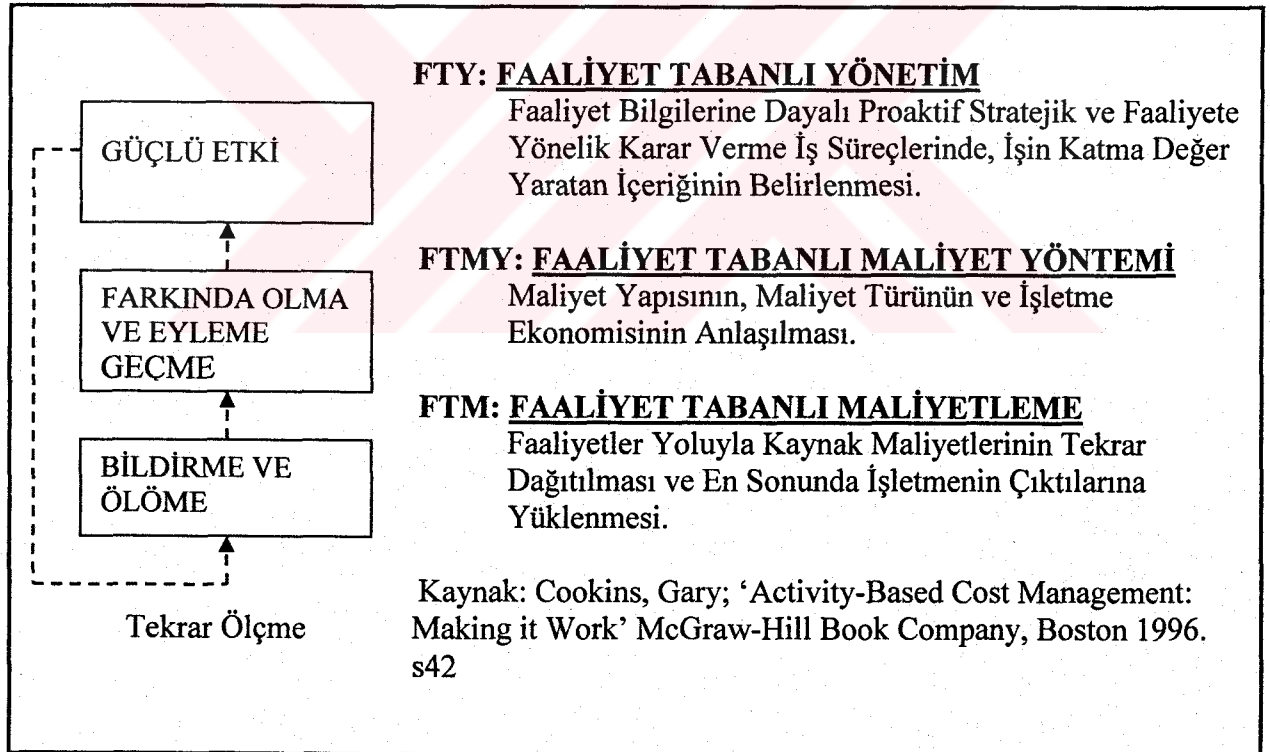 GÜÇLÜ ETKİ
FARKINDA OLMA
VE EYLEME
GEÇME
BİLDİRME VE
ÖLÖME
Tekrar Ölçme
FTY: FAALİYET TABANLI YÖNETİM
Faaliyet Bilgilerine Dayalı Proaktif Stratejik ve Faaliyete
Yönelik Karar Verme İş Süreçlerinde, İşin Katma Değer
Yaratan İçeriğinin Belirlenmesi.
FTMY: FAALİYET TABANLI MALİYET YÖNTEMİ
Maliyet Yapısının, Maliyet Türünün ve İşletme
Ekonomisinin Anlaşılması.
FTM: FAALİYET TABANLI MALİYETLEME
Faaliyetler Yoluyla Kaynak Maliyetlerinin Tekrar
Dağıtılması ve En Sonunda İşletmenin Çıktılarına
Yüklenmesi.
Kaynak: Cookins, Gary; ‘Activity-Based Cost Management:
Making it Work’ McGraw-Hill Book Company, Boston 1996.
s42